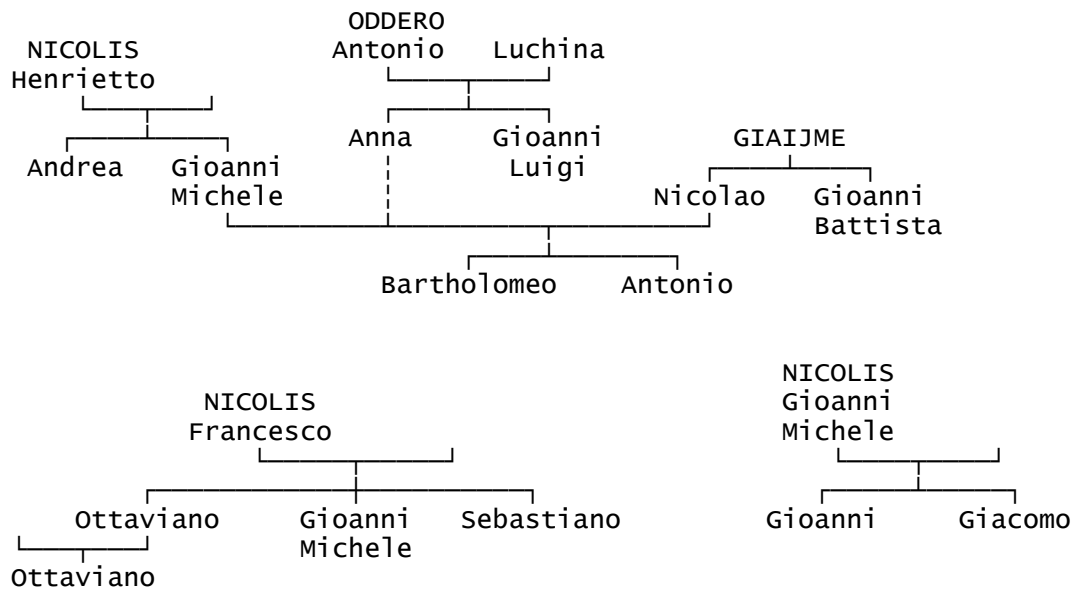 ODDERO
NICOLIS Antonio Luchina
Henrietto
Anna Gioanni GIAIJME
Andrea Gioanni Luigi
Michele Nicolao Gioanni
Battista
Bartholomeo Antonio
NICOLIS
NICOLIS Gioanni
Francesco Michele
Ottaviano Gioanni Sebastiano Gioanni Giacomo
Michele
Ottaviano